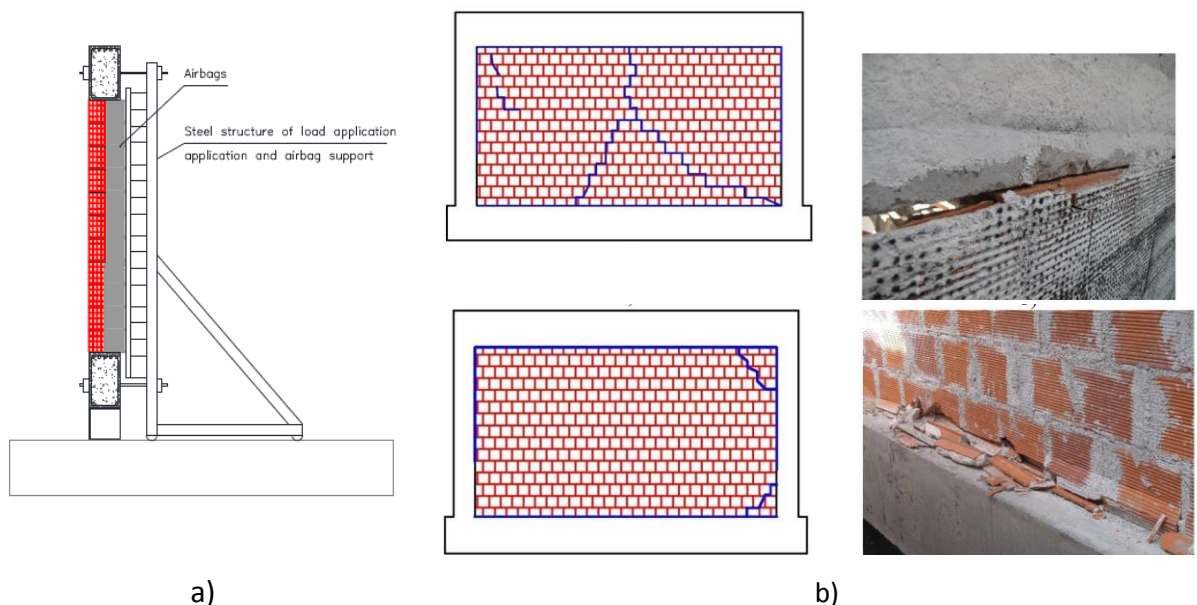 Airbags
Steel structure of load application
application and airbag support
a)
b)